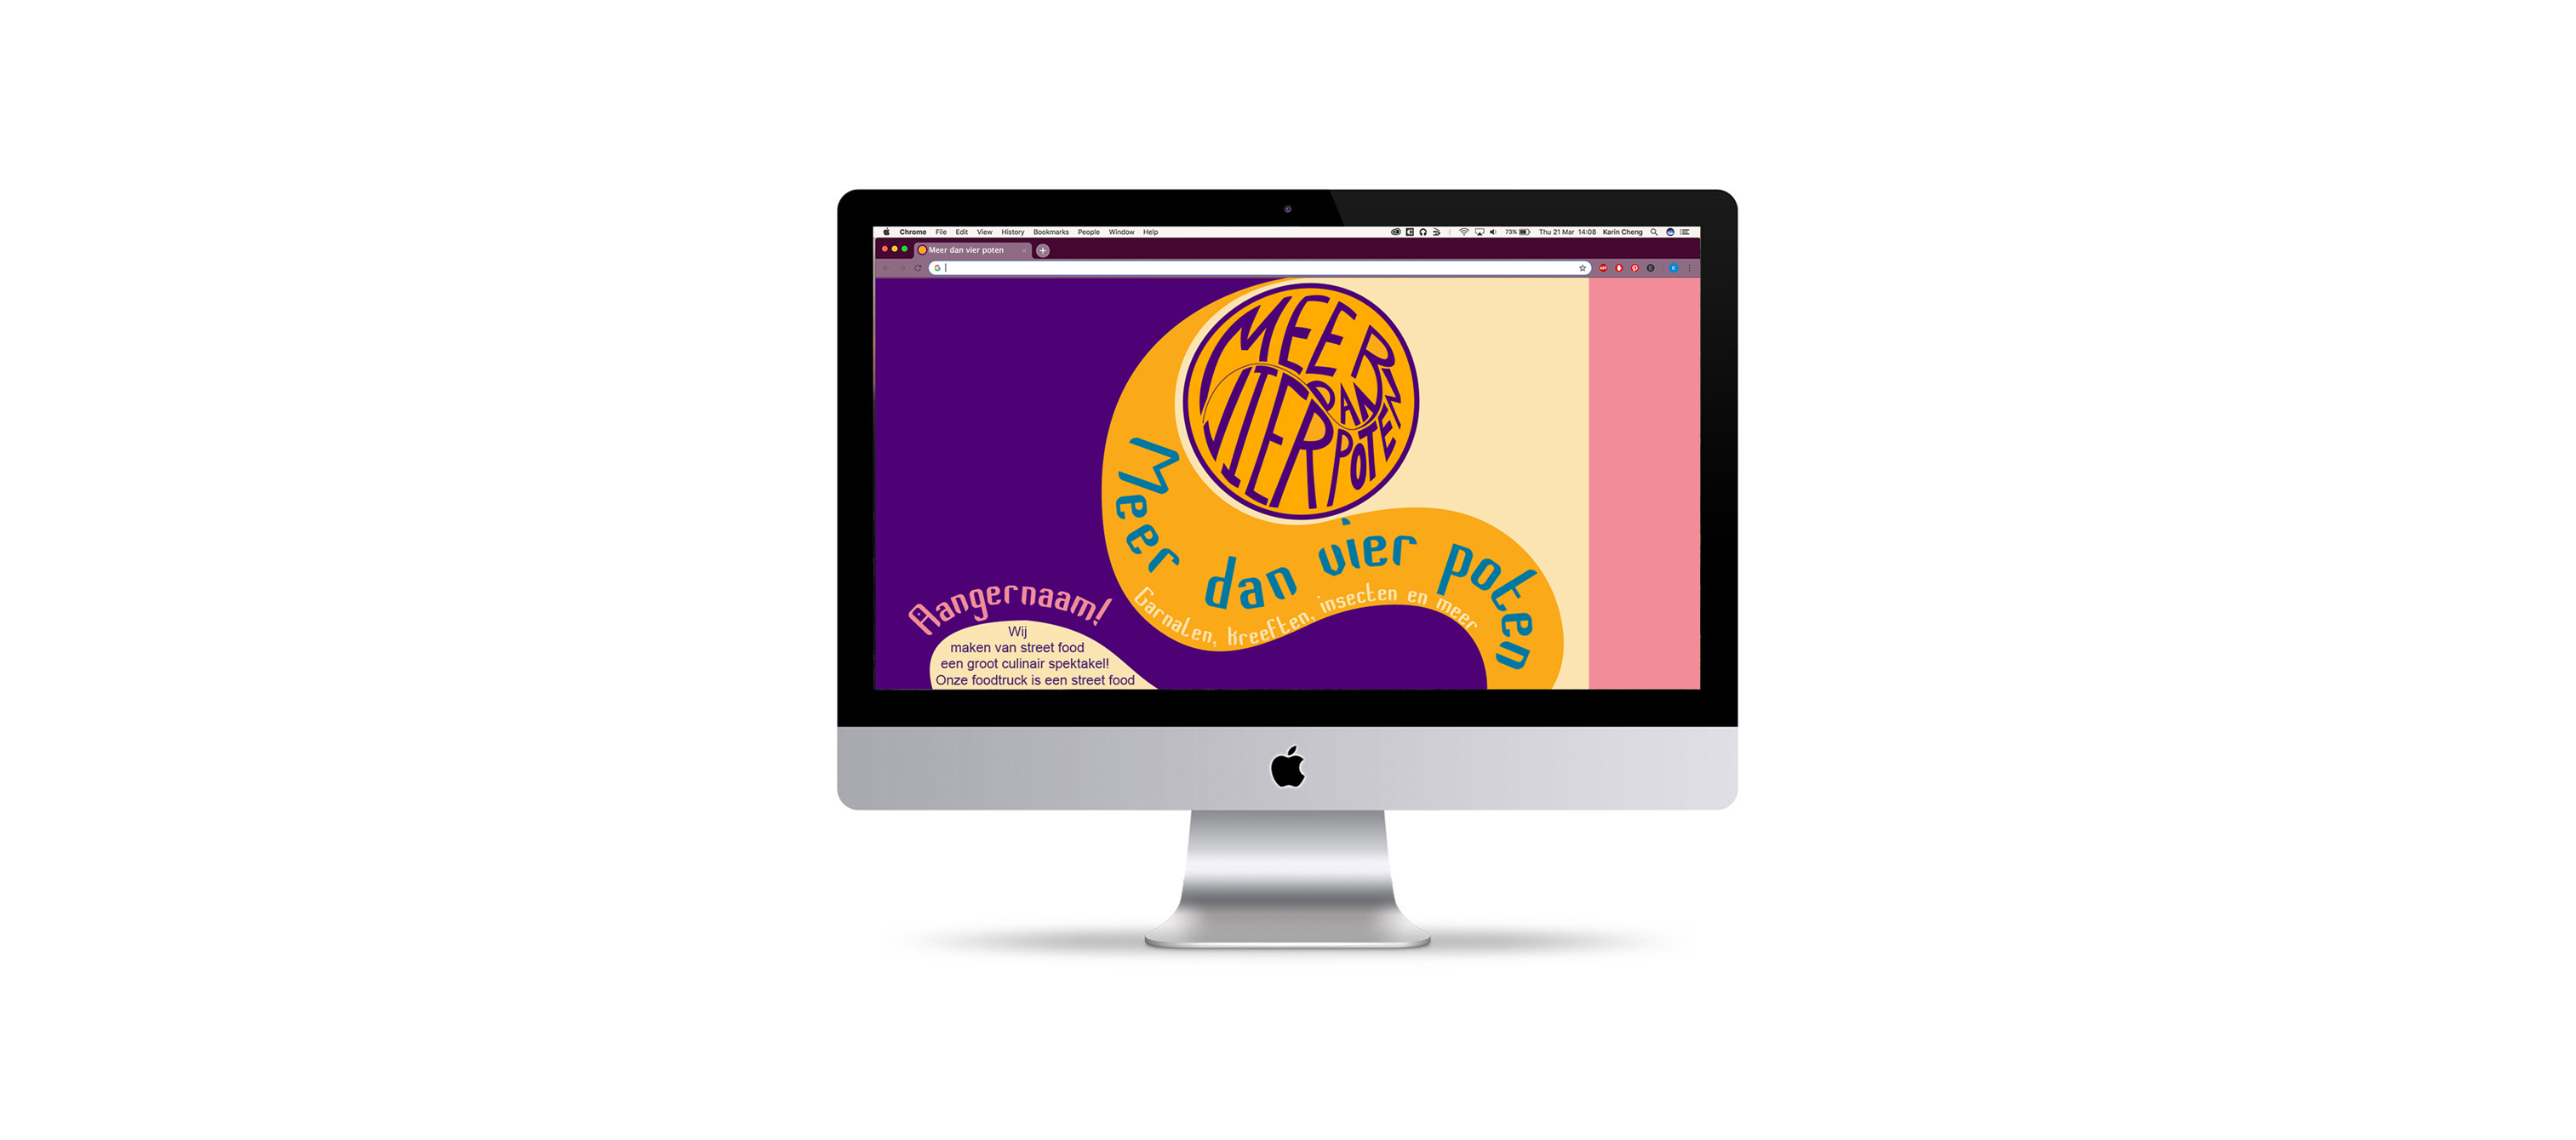 Chrome File Edit View History Bookmarks People Window Help 73% Thu 21 Mar 14:08 Karin Cheng
Meer dan vier poten
MEER
DAN
VIER
POTEN
Meer dan vier poten
Garnalen, kreeften, insecten en meer
Aangernaam!
Wij
maken van street food
een groot culinair spektakel!
Onze foodtruck is een street food